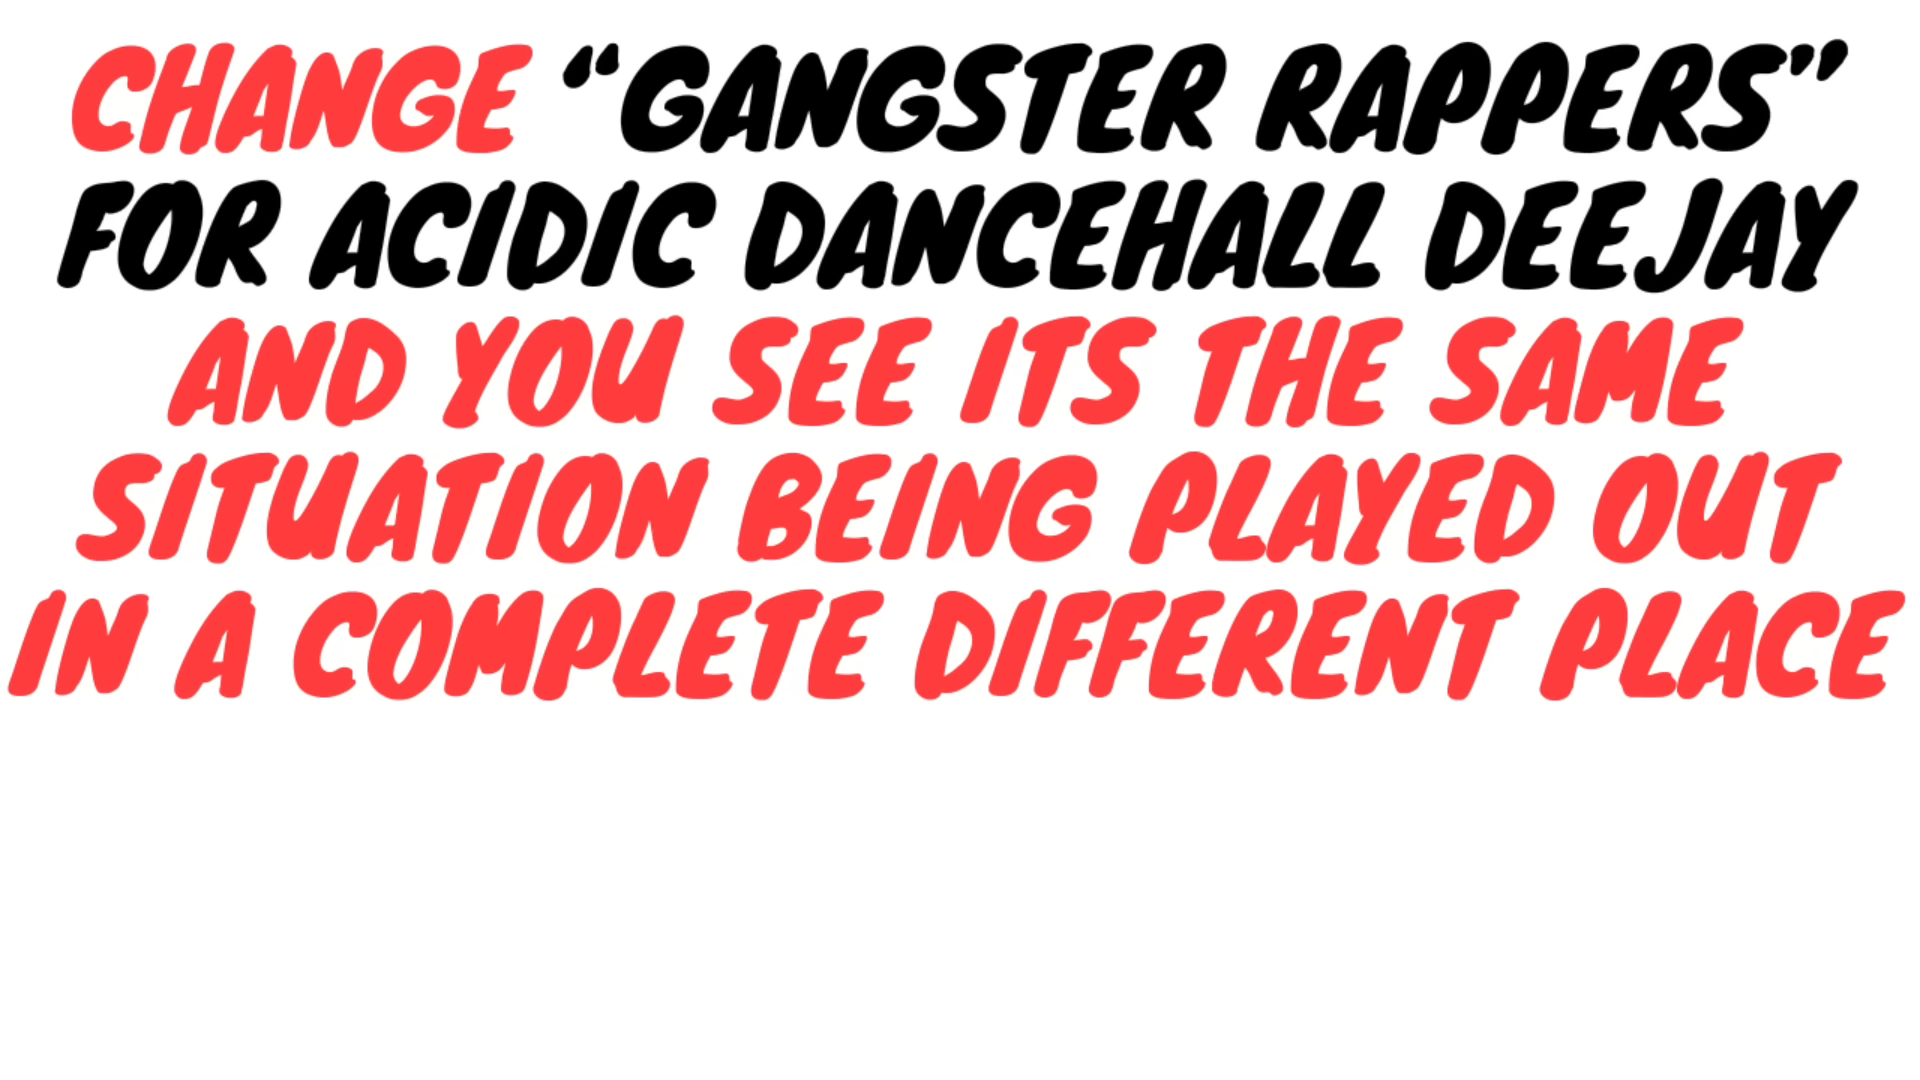 CHANGE “GANGSTER RAPPERS”
FOR ACIDIC DANCEHALL DEEJAY
AND YOU SEE ITS THE SAME
SITUATION BEING PLAYED OUT
IN A COMPLETE DIFFERENT PLACE